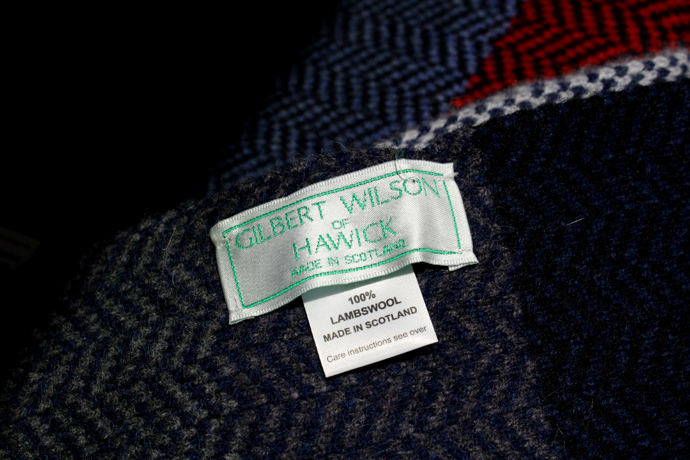 GILBERT WILSON
OF
HAWICK
MADE IN SCOTLAND
100%
LAMBSWOOL
MADE IN SCOTLAND
Care instructions see over